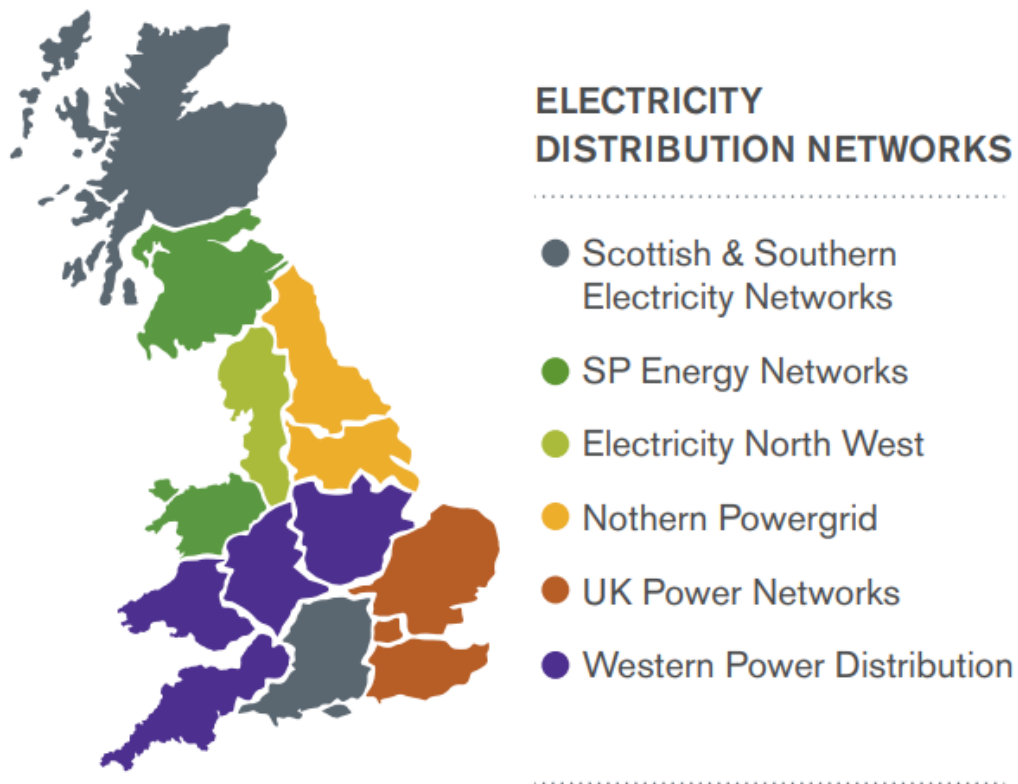 ELECTRICITY
DISTRIBUTION NETWORKS
Scottish & Southern
Electricity Networks
SP Energy Networks
Electricity North West
Nothern Powergrid
UK Power Networks
Western Power Distribution